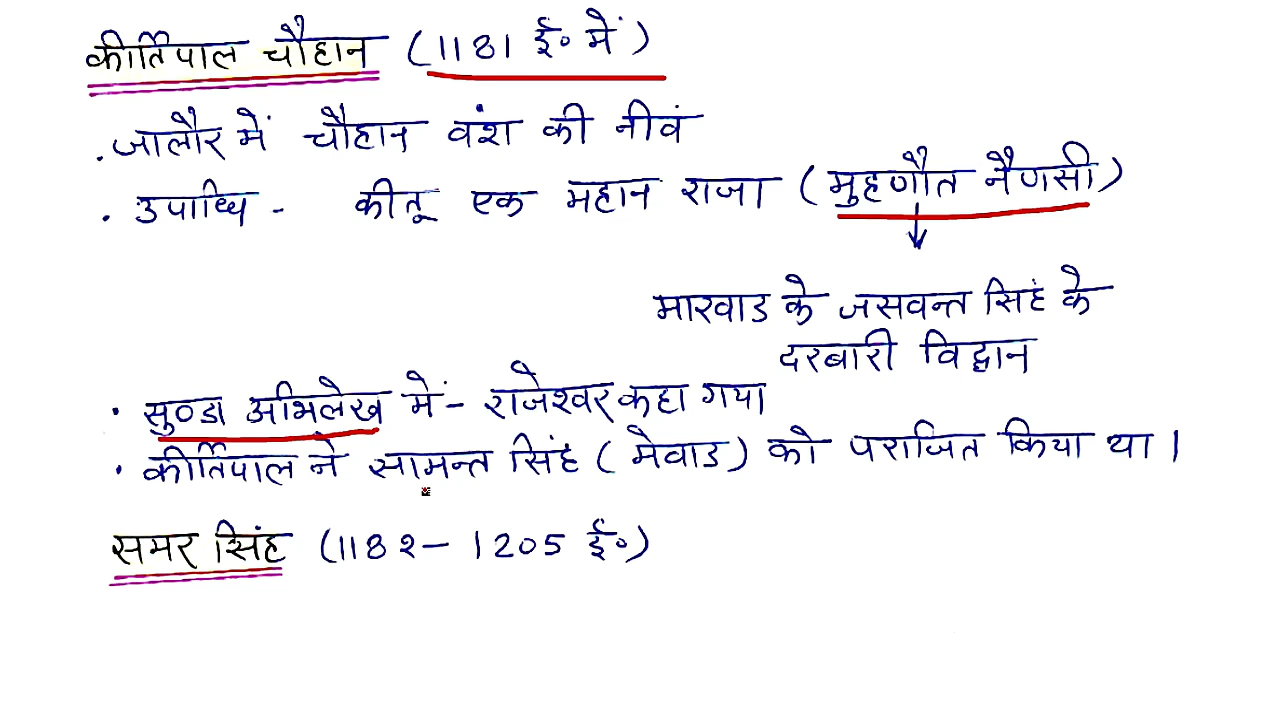 कीर्तिपाल चौहान (1181 ई० में)
. जालौर में चौहान वंश की नीवं
. उपाधि - कीतू एक महान राजा (मुहणौत नैणसी)
मारवाड के जसवन्त सिहं के
दरबारी विद्वान
. सुण्डा अभिलेख में - राजेश्वर कहा गया
. कीर्तिपाल ने सामन्त सिहं (मेवाड) को पराजित किया था।
समर सिंह (118२ - 1205 ई०)